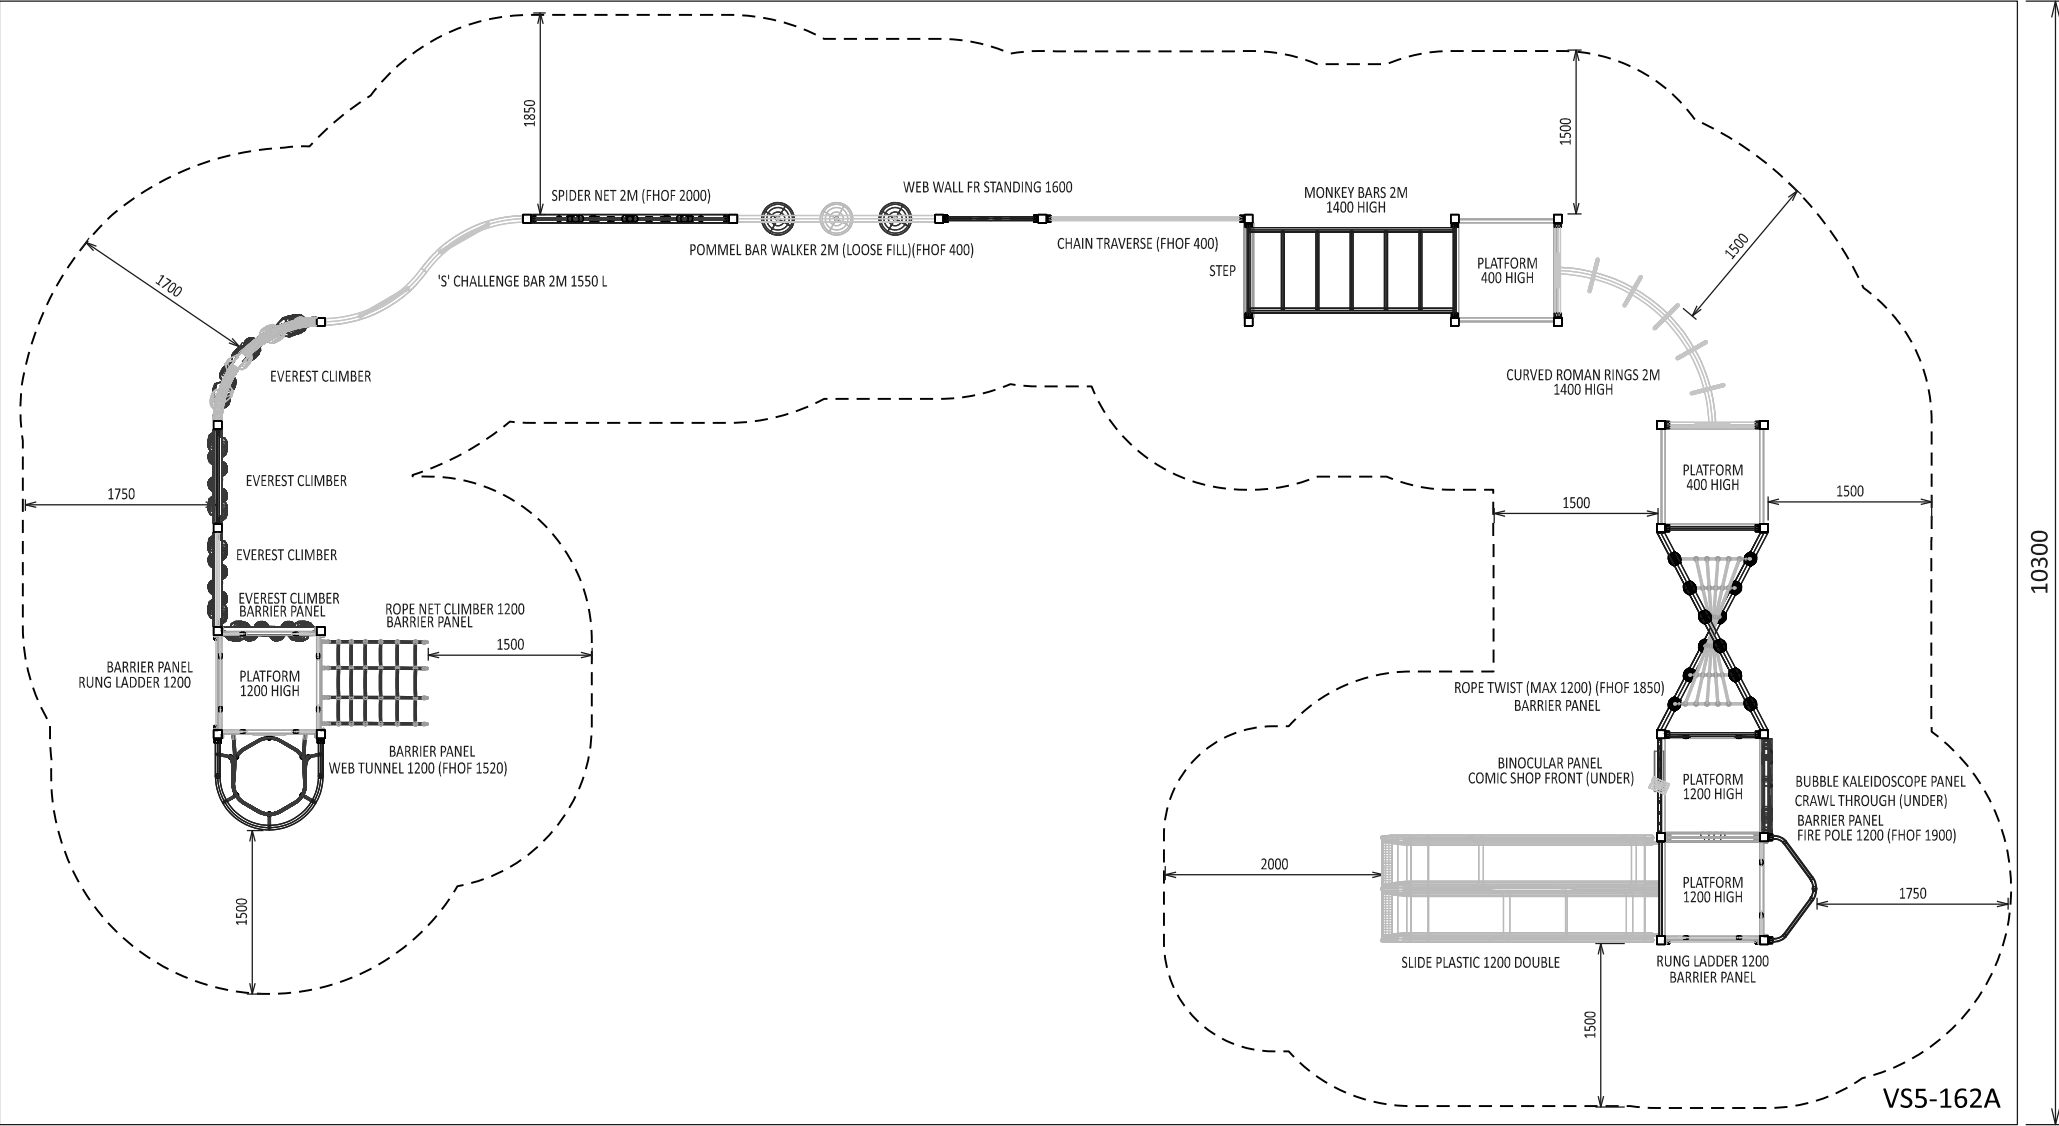 1850
1500
SPIDER NET 2M (FHOF 2000)
WEB WALL FR STANDING 1600
MONKEY BARS 2M
1400 HIGH
POMMEL BAR WALKER 2M (LOOSE FILL)(FHOF 400)
CHAIN TRAVERSE (FHOF 400)
STEP
PLATFORM
400 HIGH
1500
1700
'S' CHALLENGE BAR 2M 1550 L
EVEREST CLIMBER
CURVED ROMAN RINGS 2M
1400 HIGH
EVEREST CLIMBER
1750
PLATFORM
400 HIGH
1500
1500
EVEREST CLIMBER
EVEREST CLIMBER
BARRIER PANEL
ROPE NET CLIMBER 1200
BARRIER PANEL
1500
BARRIER PANEL
RUNG LADDER 1200
PLATFORM
1200 HIGH
BARRIER PANEL
WEB TUNNEL 1200 (FHOF 1520)
1500
ROPE TWIST (MAX 1200) (FHOF 1850)
BARRIER PANEL
BINOCULAR PANEL
COMIC SHOP FRONT (UNDER)
PLATFORM
1200 HIGH
BUBBLE KALEIDOSCOPE PANEL
CRAWL THROUGH (UNDER)
BARRIER PANEL
FIRE POLE 1200 (FHOF 1900)
2000
PLATFORM
1200 HIGH
1750
SLIDE PLASTIC 1200 DOUBLE
RUNG LADDER 1200
BARRIER PANEL
1500
10300
VS5-162A